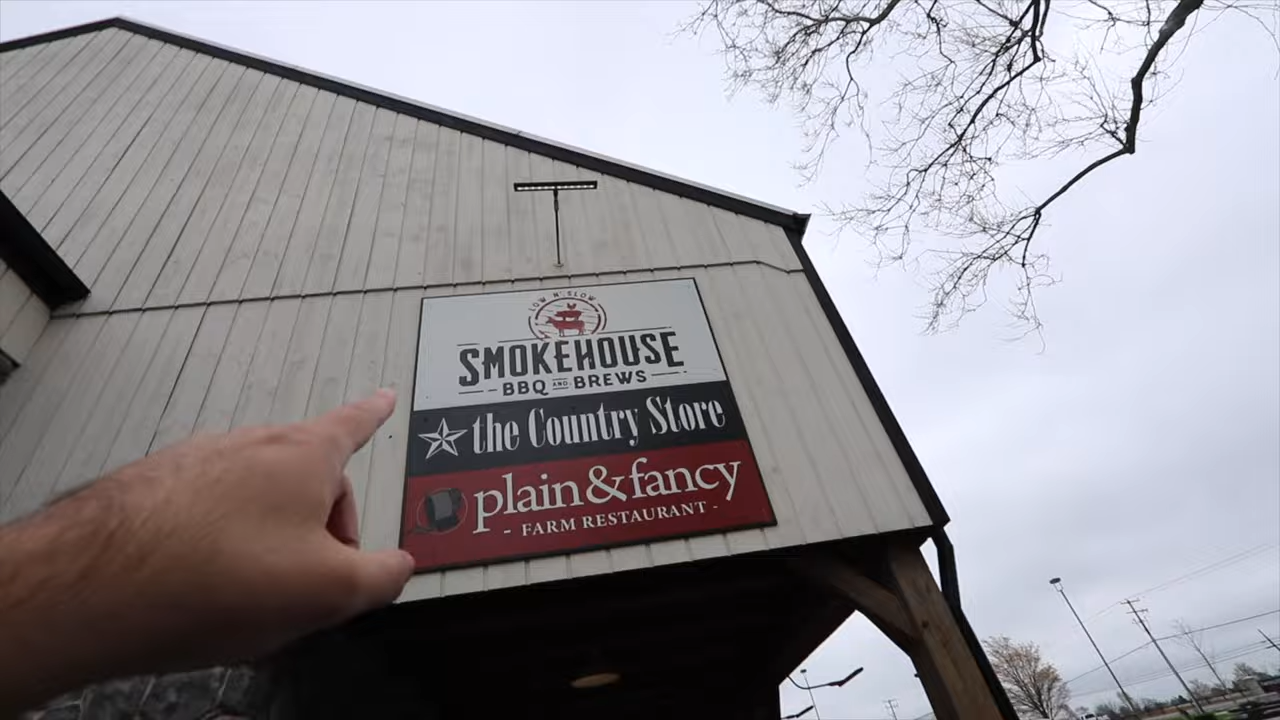 LOW N' SLOW
SMOKEHOUSE
BBQ AND BREWS
the Country Store
plain&fancy
- FARM RESTAURANT -